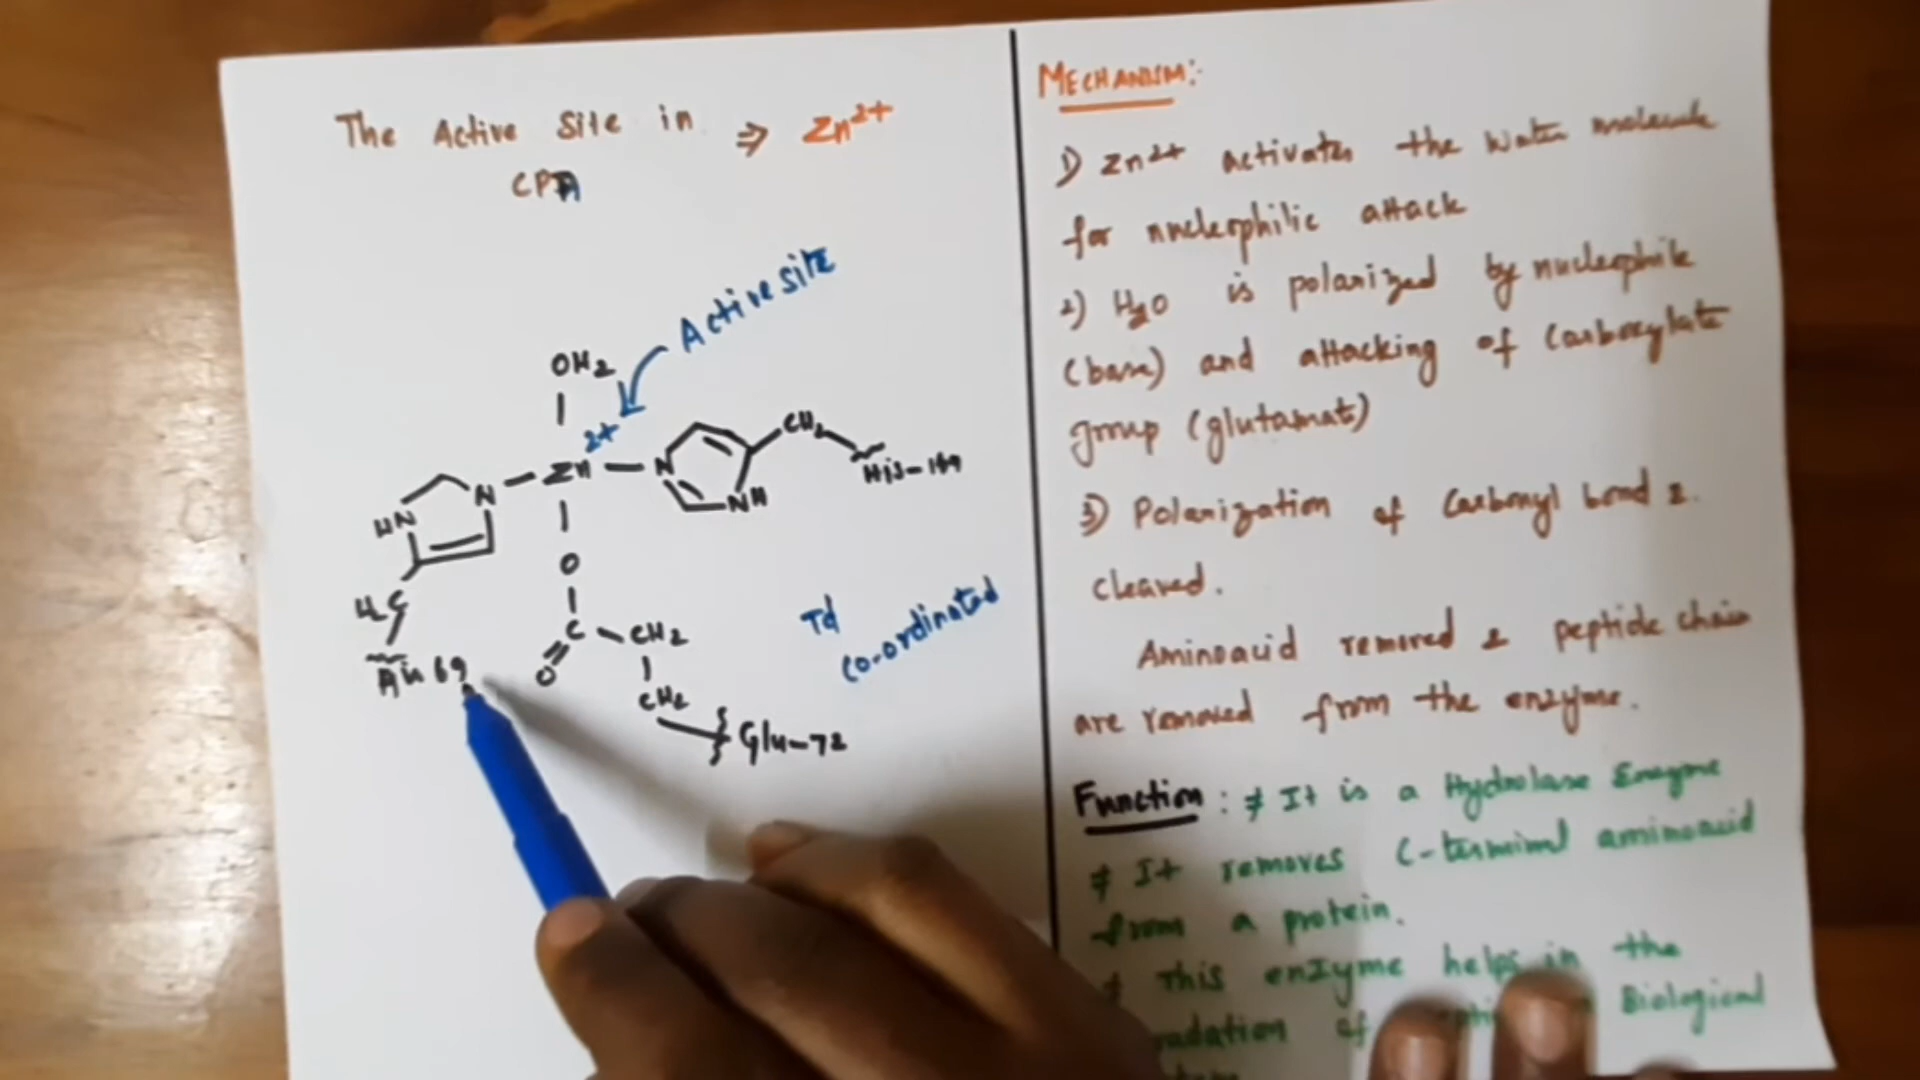 The Active Site in ⇒ Zn²⁺
CPA
Active site
OH₂
2+
Zn
N
NH
CH₂
His-
N
HN
H₂C
69
O
C
O
CH₂
CH₂
Glu-72
Td
co-ordinated
MECHANISM:-
1) Zn²⁺ activates the water molecule
for nucleophilic attack
2) H₂O is polarized by nucleophile
(base) and attacking of Carboxylate
group (glutamate)
3) Polarization of Carbonyl bond &
cleaved.
Aminoacid removed & peptide chain
are removed from the enzyme.
Function: ≠ It is a Hydrolase Enzyme
≠ It removes C-terminal aminoacid
from a protein.
≠ This enzyme helps in the
of Biological